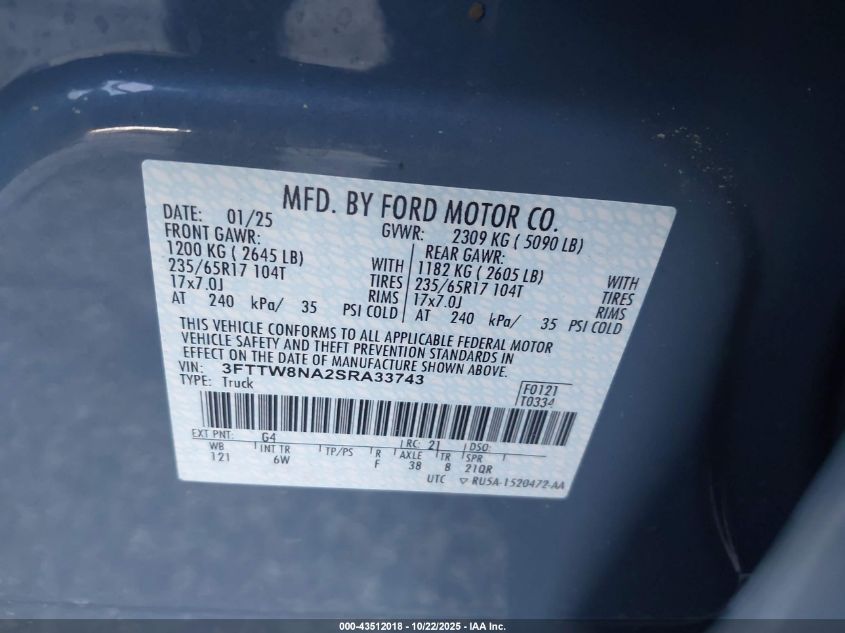 MFD. BY FORD MOTOR CO.
DATE: 01/25 GVWR: 2309 KG ( 5090 LB)
FRONT GAWR: REAR GAWR:
1200 KG ( 2645 LB) WITH 1182 KG ( 2605 LB) WITH
235/65R17 104T TIRES 235/65R17 104T TIRES
17x7.0J RIMS 17x7.0J RIMS
AT 240 kPa/ 35 PSI COLD AT 240 kPa/ 35 PSI COLD
THIS VEHICLE CONFORMS TO ALL APPLICABLE FEDERAL MOTOR
VEHICLE SAFETY AND THEFT PREVENTION STANDARDS IN
EFFECT ON THE DATE OF MANUFACTURE SHOWN ABOVE.
VIN: 3FTTW8NA2SRA33743
TYPE: Truck
F0121
T0334
EXT PNT: G4 RC: 21 DSO:
WB INT TR TP/PS R AXLE TR SPR
121 6W F 38 8 21QR
UTC ▽ RU5A-1520472-AA
000-43512018 - 10/22/2025 - IAA Inc.